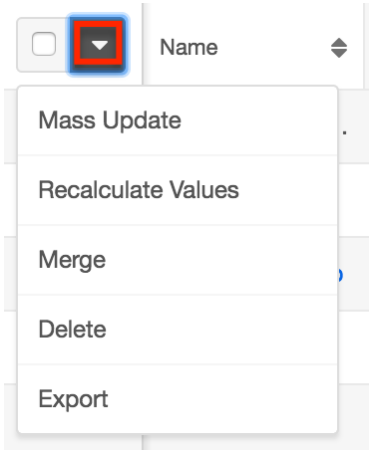 Name
Mass Update
Recalculate Values
Merge
Delete
Export